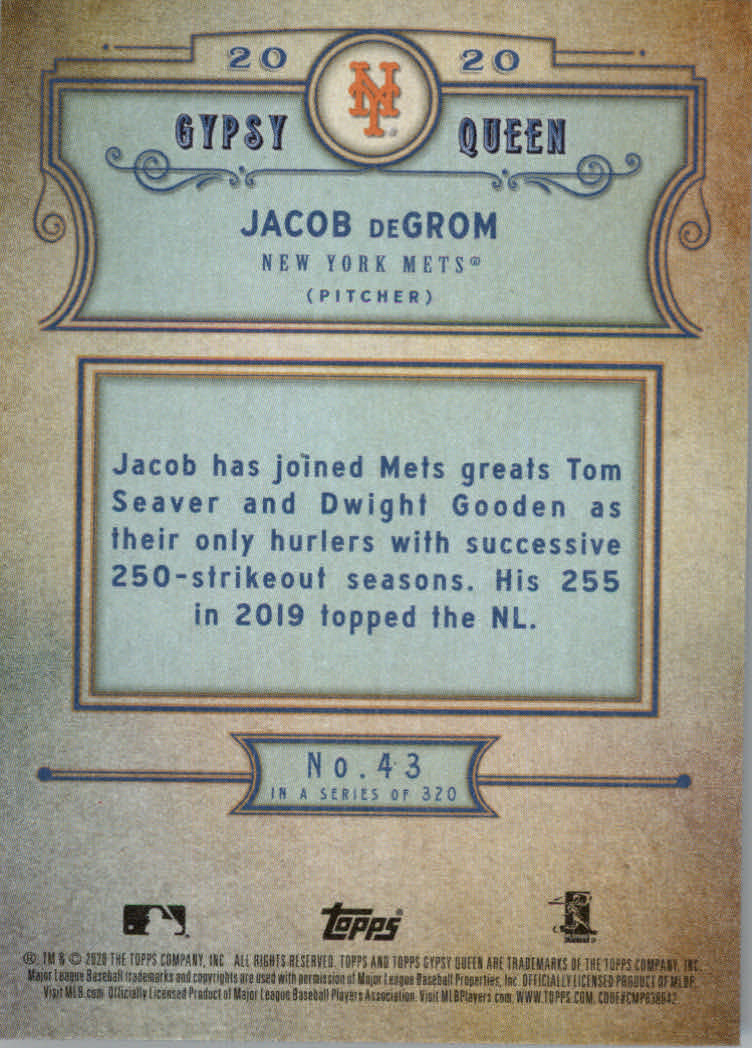 2020
GYPSY QUEEN
NY
JACOB DEGROM
NEW YORK METS®
(PITCHER)
Jacob has joined Mets greats Tom
Seaver and Dwight Gooden as
their only hurlers with successive
250-strikeout seasons. His 255
in 2019 topped the NL.
No. 43
IN A SERIES OF 320
Topps®
® TM & © 2020 THE TOPPS COMPANY, INC. ALL RIGHTS RESERVED. TOPPS AND TOPPS GYPSY QUEEN ARE TRADEMARKS OF THE TOPPS COMPANY, INC.
Major League Baseball trademarks and copyrights are used with permission of Major League Baseball Properties, Inc. OFFICIALLY LICENSED PRODUCT OF MLBP.
Visit MLB.com. Officially Licensed Product of Major League Baseball Players Association. Visit MLBPlayers.com. WWW.TOPPS.COM.